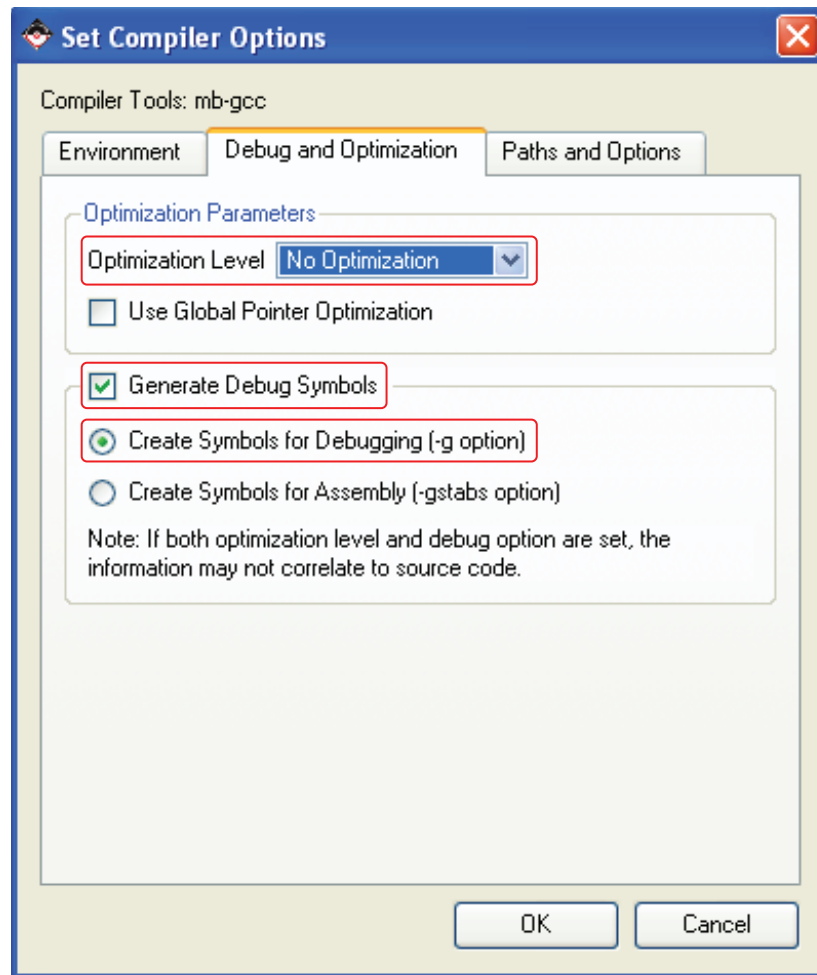 Set Compiler Options
Compiler Tools: mb-gcc
Environment
Debug and Optimization
Paths and Options
Optimization Parameters
Optimization Level No Optimization
Use Global Pointer Optimization
Generate Debug Symbols
Create Symbols for Debugging (-g option)
Create Symbols for Assembly (-gstabs option)
Note: If both optimization level and debug option are set, the
information may not correlate to source code.
OK
Cancel